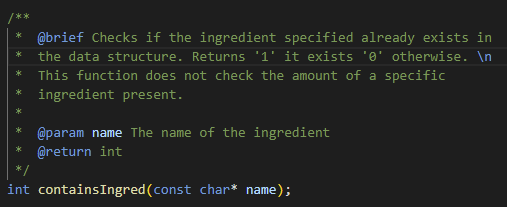 /**
 * @brief Checks if the ingredient specified already exists in
 * the data structure. Returns '1' it exists '0' otherwise. \n
 * This function does not check the amount of a specific
 * ingredient present.
 *
 * @param name The name of the ingredient
 * @return int
 */
int containsIngred(const char* name);